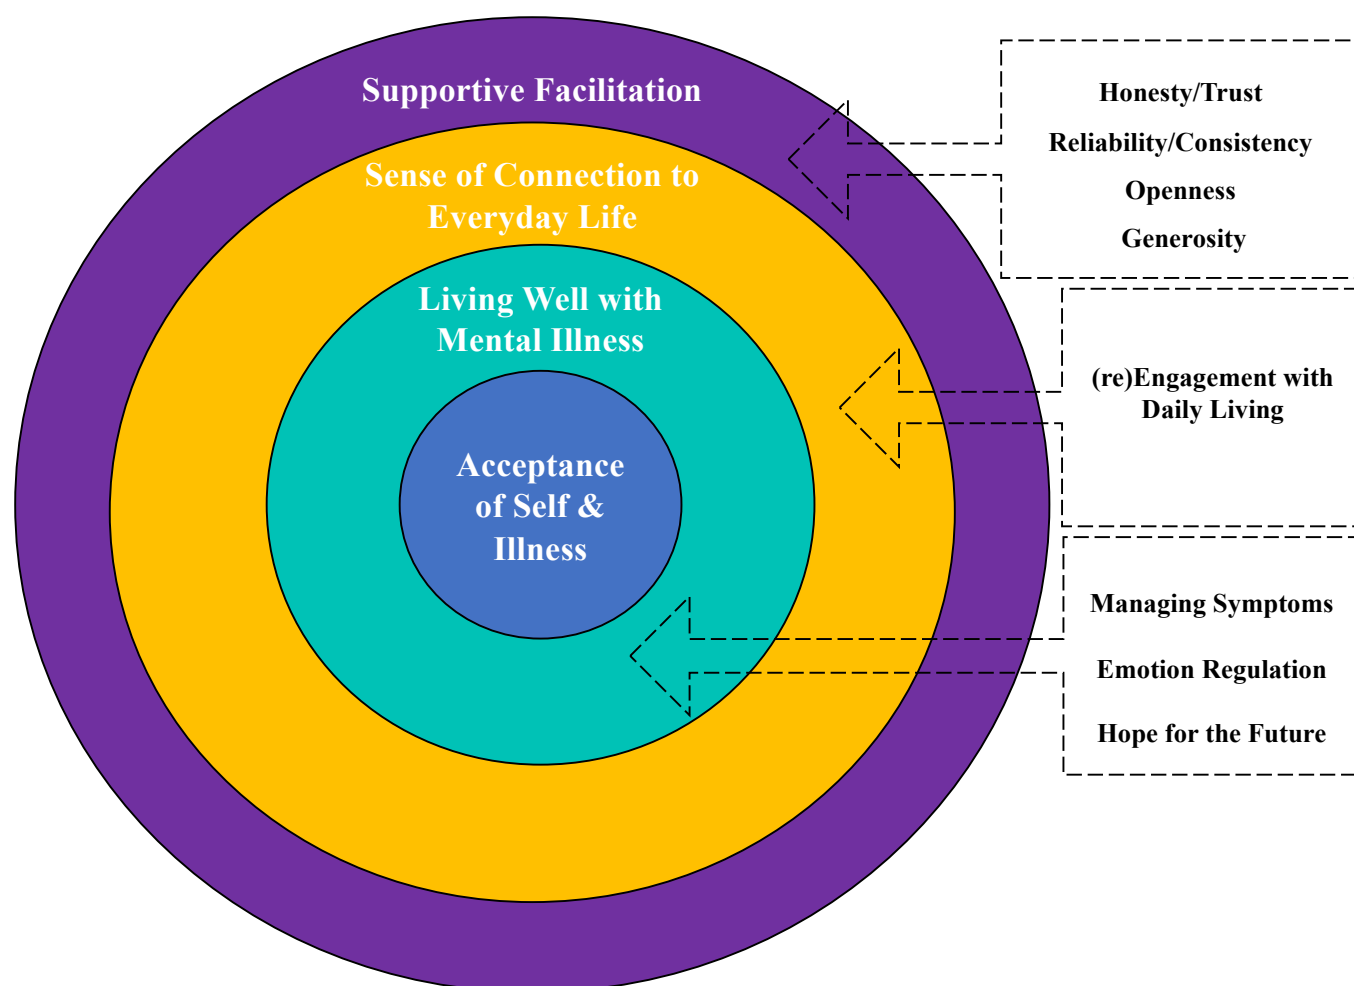 Supportive Facilitation
Sense of Connection to
Everyday Life
Living Well with
Mental Illness
Acceptance
of Self &
Illness
Honesty/Trust
Reliability/Consistency
Openness
Generosity
(re)Engagement with
Daily Living
Managing Symptoms
Emotion Regulation
Hope for the Future